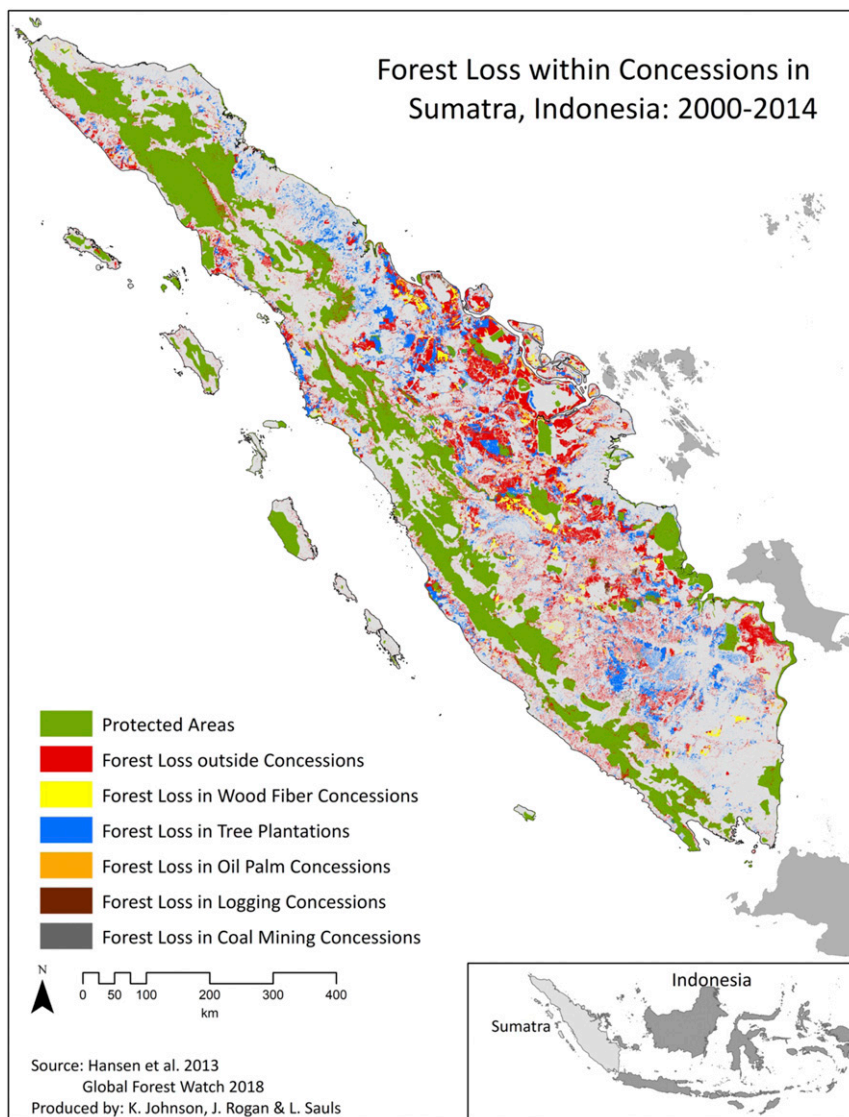 Forest Loss within Concessions in
Sumatra, Indonesia: 2000-2014
Protected Areas
Forest Loss outside Concessions
Forest Loss in Wood Fiber Concessions
Forest Loss in Tree Plantations
Forest Loss in Oil Palm Concessions
Forest Loss in Logging Concessions
Forest Loss in Coal Mining Concessions
N
0 50 100 200 300 400
km
Indonesia
Sumatra
Source: Hansen et al. 2013
Global Forest Watch 2018
Produced by: K. Johnson, J. Rogan & L. Sauls